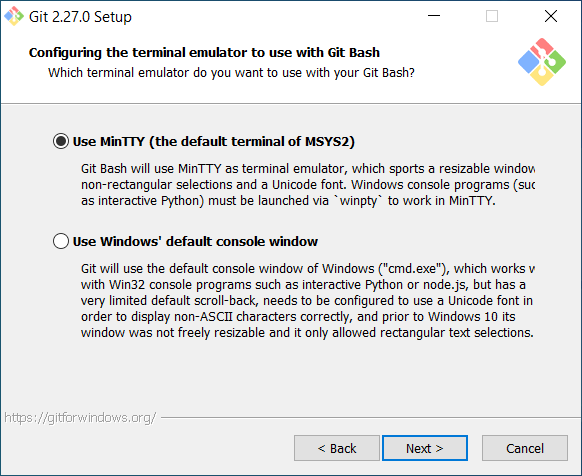 Git 2.27.0 Setup
Configuring the terminal emulator to use with Git Bash
Which terminal emulator do you want to use with your Git Bash?
Use MinTTY (the default terminal of MSYS2)
Git Bash will use MinTTY as terminal emulator, which sports a resizable window
non-rectangular selections and a Unicode font. Windows console programs (suc
as interactive Python) must be launched via `winpty` to work in MinTTY.
Use Windows' default console window
Git will use the default console window of Windows ("cmd.exe"), which works w
with Win32 console programs such as interactive Python or node.js, but has a
very limited default scroll-back, needs to be configured to use a Unicode font in
order to display non-ASCII characters correctly, and prior to Windows 10 its
window was not freely resizable and it only allowed rectangular text selections.
https://gitforwindows.org/
< Back
Next >
Cancel